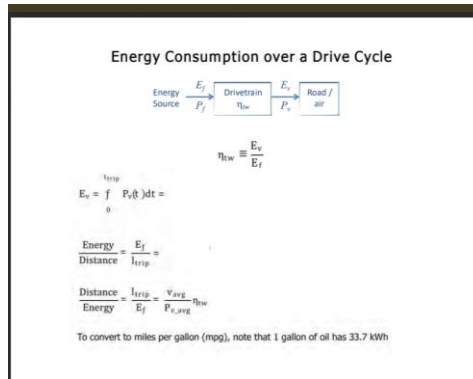 Energy Consumption over a Drive Cycle
Energy Source
E_f
P_f
Drivetrain
η_tw
E_v
P_v
Road / air
η_tw ≡ E_v / E_f
t_trip
E_v = ∫ P_v(t )dt =
0
Energy / Distance = E_f / l_trip =
Distance / Energy = l_trip / E_f = v_avg / P_v_avg η_tw
To convert to miles per gallon (mpg), note that 1 gallon of oil has 33.7 kWh